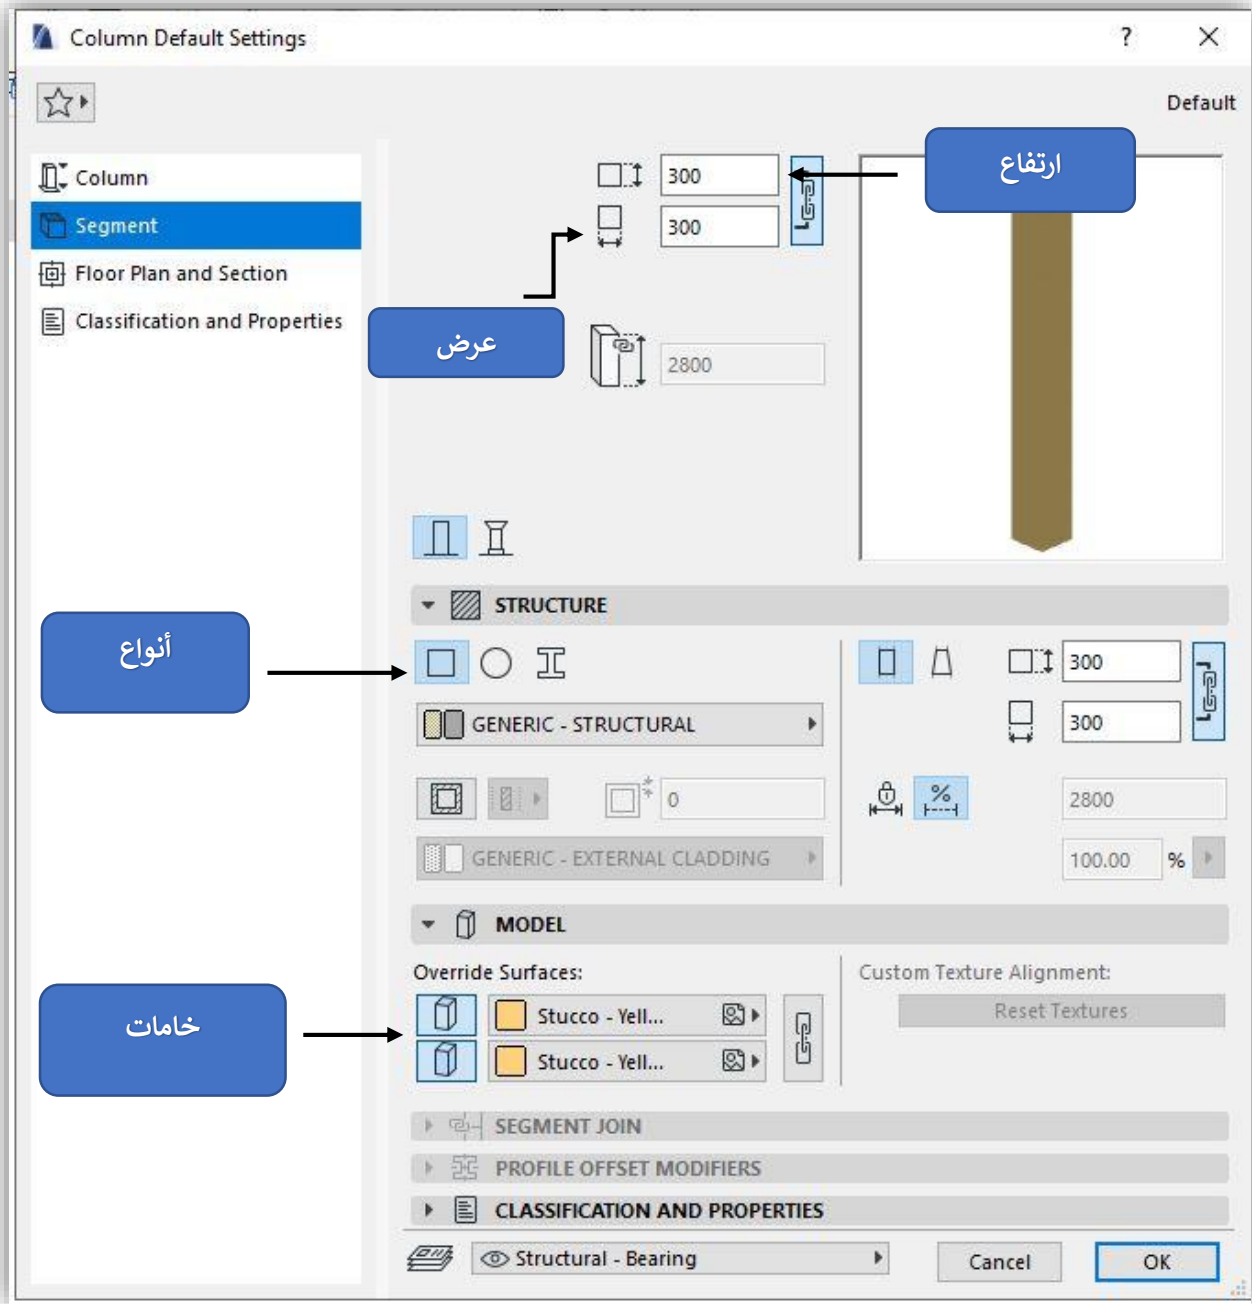 Column Default Settings
?
Default
Column
Segment
Floor Plan and Section
Classification and Properties
300
ارتفاع
300
عرض
2800
STRUCTURE
أنواع
300
GENERIC - STRUCTURAL
300
0
% 2800
GENERIC - EXTERNAL CLADDING
100.00 %
MODEL
Override Surfaces:
Custom Texture Alignment:
خامات
Stucco - Yell...
Reset Textures
Stucco - Yell...
SEGMENT JOIN
PROFILE OFFSET MODIFIERS
CLASSIFICATION AND PROPERTIES
Structural - Bearing
Cancel
OK